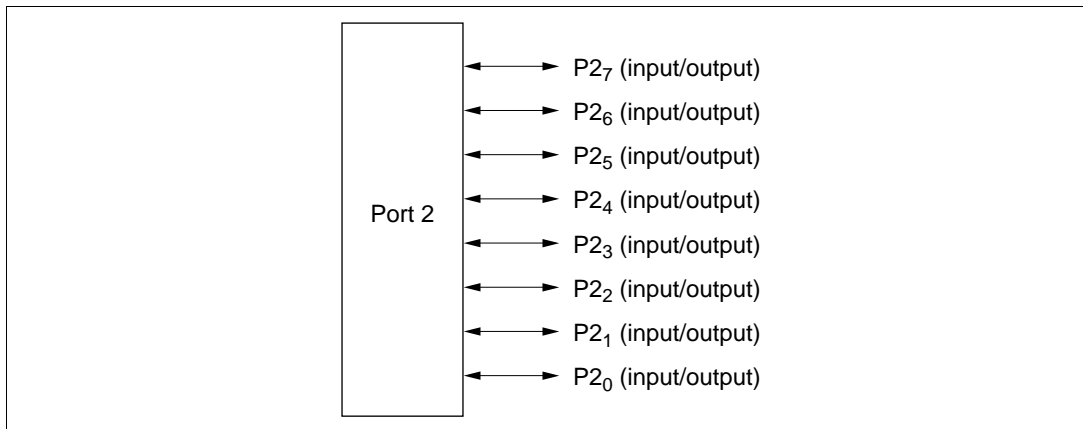 P2₇ (input/output)
P2₆ (input/output)
P2₅ (input/output)
P2₄ (input/output)
Port 2
P2₃ (input/output)
P2₂ (input/output)
P2₁ (input/output)
P2₀ (input/output)